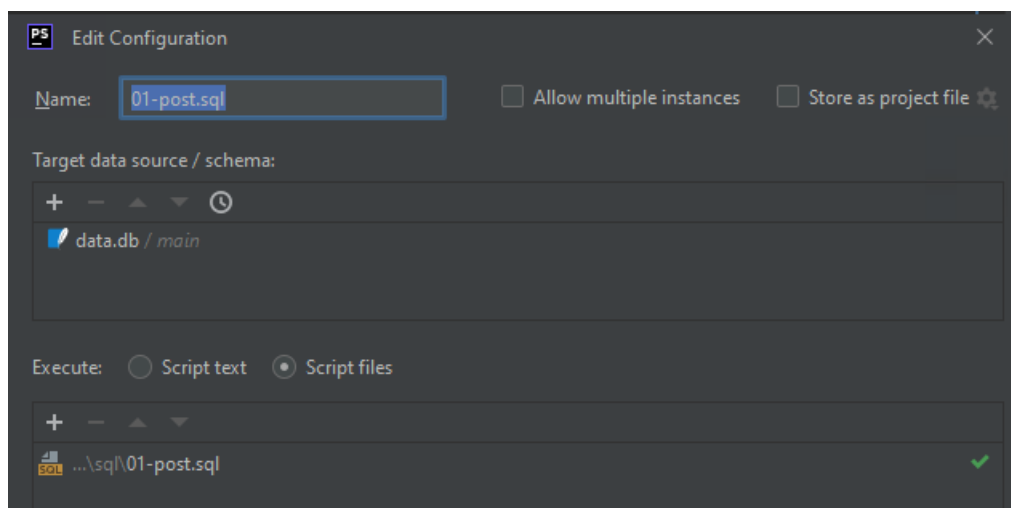 PS Edit Configuration
Name: 01-post.sql Allow multiple instances Store as project file
Target data source / schema:
data.db / main
Execute: Script text Script files
SQL ...\sql\01-post.sql